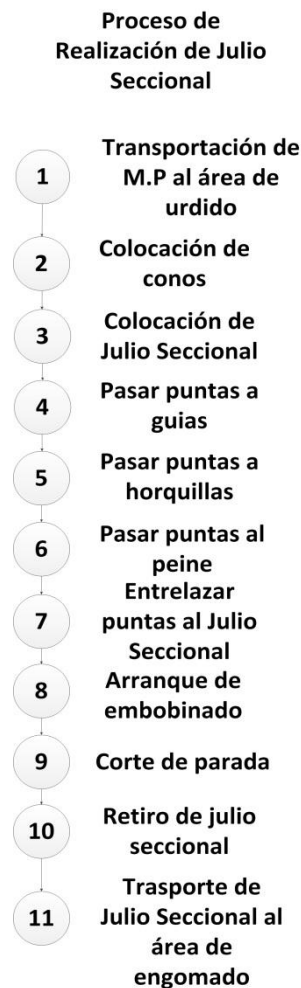 Proceso de
Realización de Julio
Seccional
1
Transportación de
M.P al área de
urdido
2
Colocación de
conos
3
Colocación de
Julio Seccional
4
Pasar puntas a
guias
5
Pasar puntas a
horquillas
6
Pasar puntas al
peine
7
Entrelazar
puntas al Julio
Seccional
8
Arranque de
embobinado
9
Corte de parada
10
Retiro de julio
seccional
11
Trasporte de
Julio Seccional al
área de
engomado